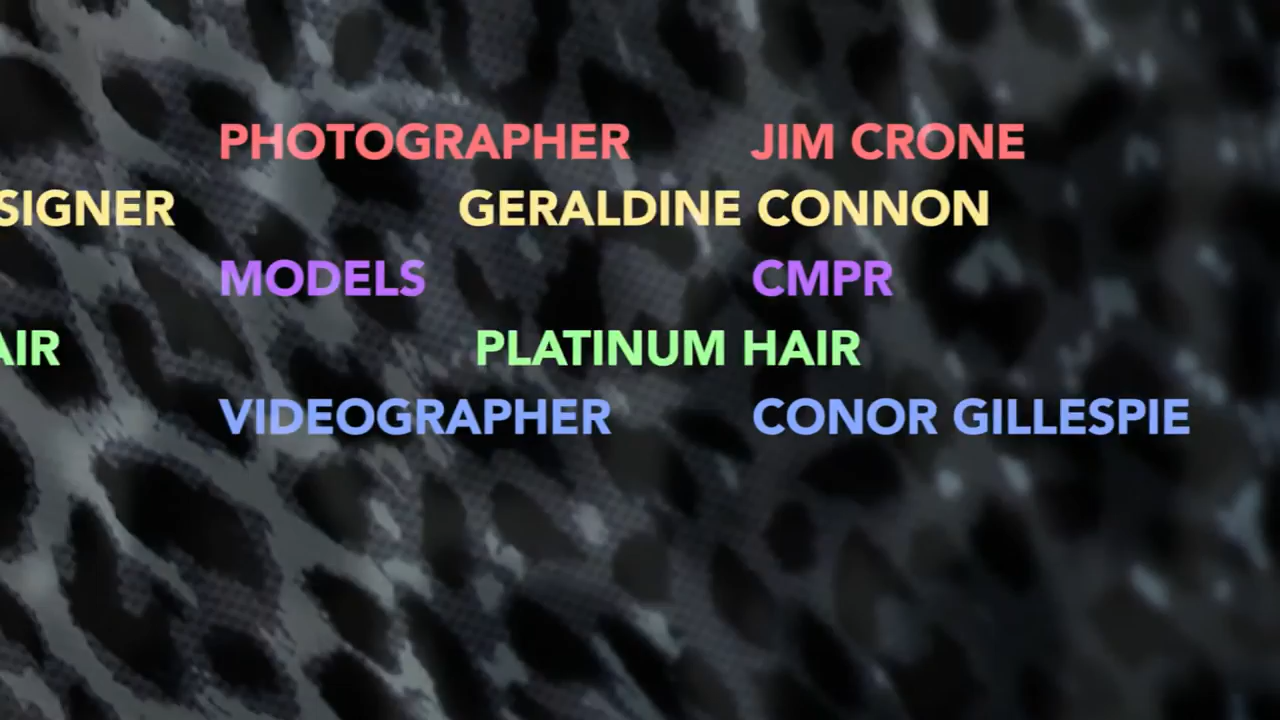 PHOTOGRAPHER JIM CRONE
SIGNER GERALDINE CONNON
MODELS CMPR
AIR PLATINUM HAIR
VIDEOGRAPHER CONOR GILLESPIE